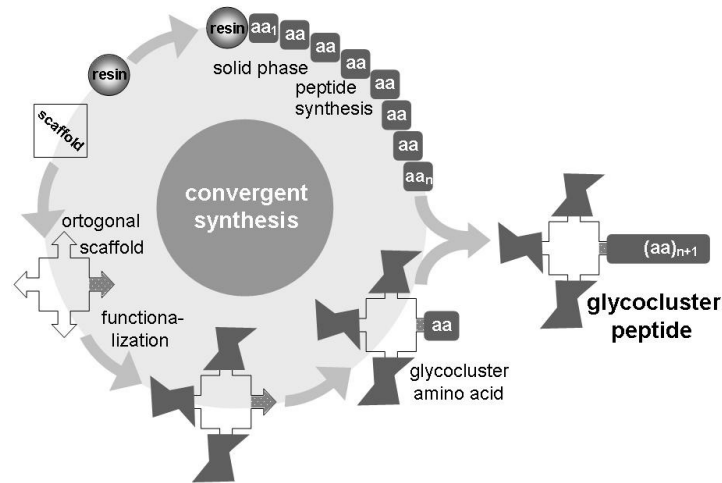 resin
aa₁
aa
aa
aa
aa
aa
aa
aaₙ
solid phase
peptide
synthesis
resin
scaffold
convergent
synthesis
ortogonal
scaffold
functiona-
lization
aa
glycocluster
amino acid
(aa)ₙ₊₁
glycocluster
peptide